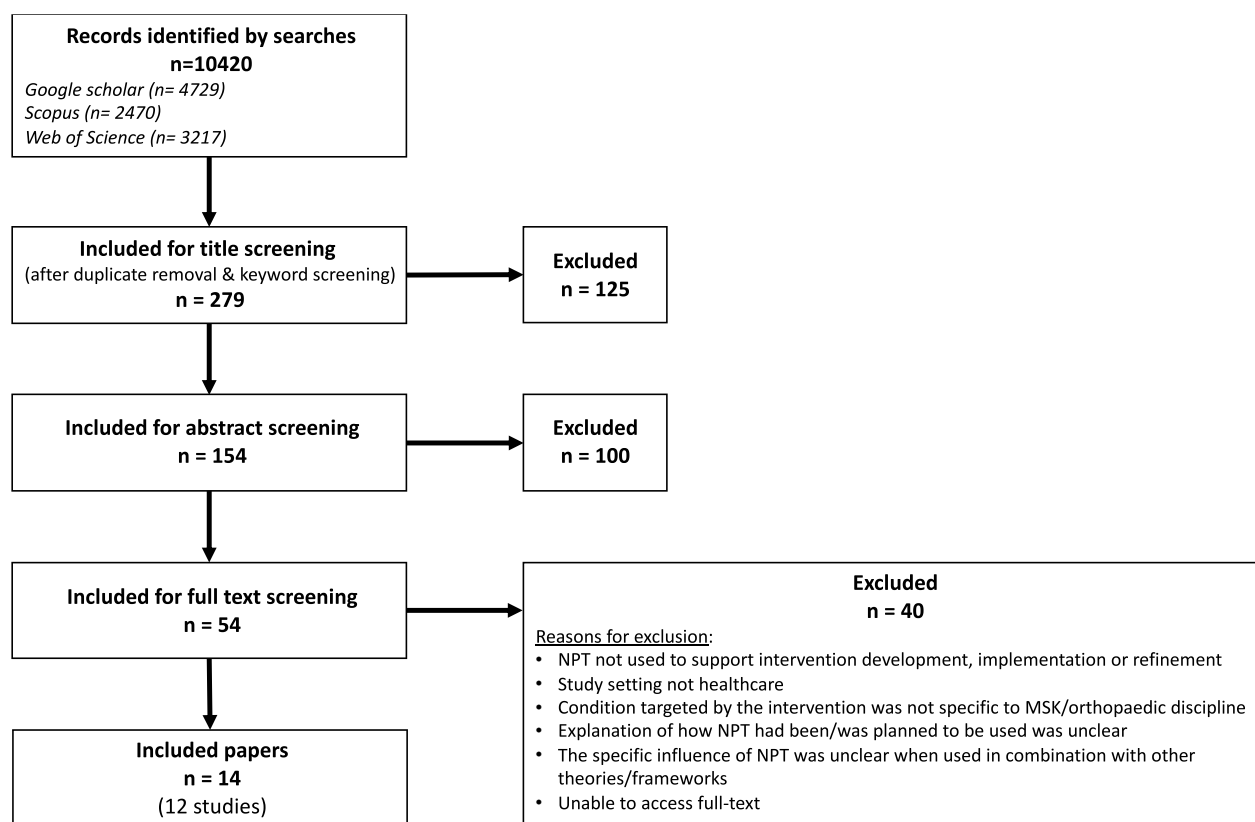 Records identified by searches
n=10420
Google scholar (n= 4729)
Scopus (n= 2470)
Web of Science (n= 3217)
Included for title screening
(after duplicate removal & keyword screening)
n = 279
Excluded
n = 125
Included for abstract screening
n = 154
Excluded
n = 100
Included for full text screening
n = 54
Excluded
n = 40
Reasons for exclusion:
• NPT not used to support intervention development, implementation or refinement
• Study setting not healthcare
• Condition targeted by the intervention was not specific to MSK/orthopaedic discipline
• Explanation of how NPT had been/was planned to be used was unclear
• The specific influence of NPT was unclear when used in combination with other
theories/frameworks
• Unable to access full-text
Included papers
n = 14
(12 studies)